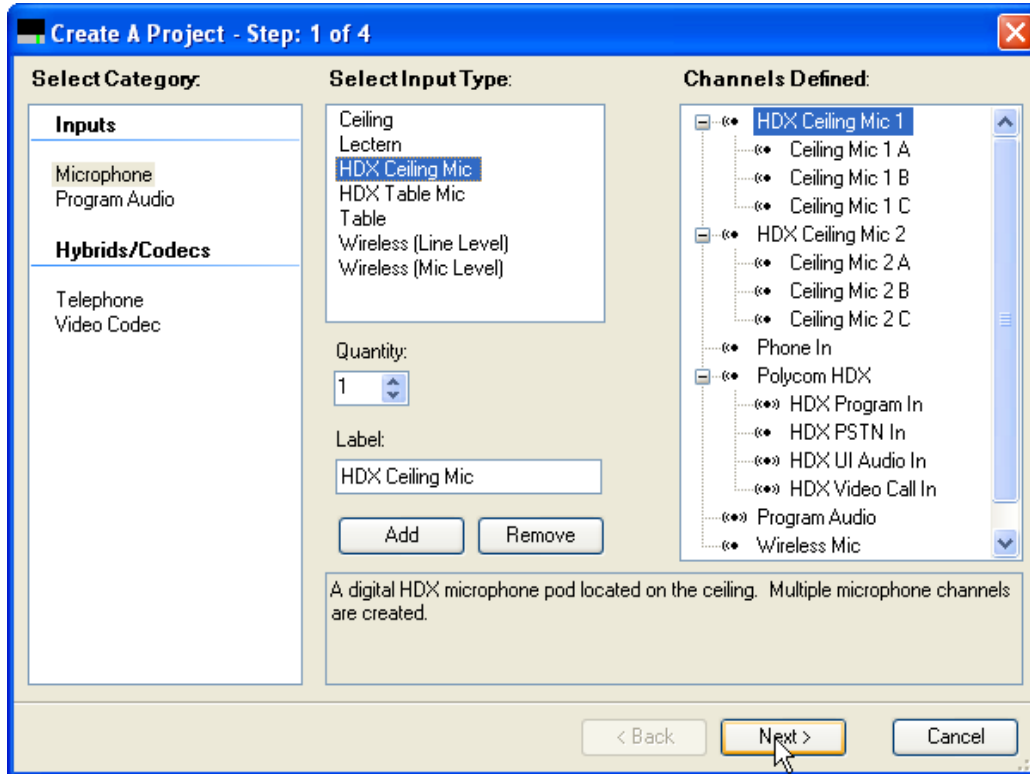 Create A Project - Step: 1 of 4
Select Category:
Inputs
Microphone
Program Audio
Hybrids/Codecs
Telephone
Video Codec
Select Input Type:
Ceiling
Lectern
HDX Ceiling Mic
HDX Table Mic
Table
Wireless (Line Level)
Wireless (Mic Level)
Quantity:
1
Label:
HDX Ceiling Mic
Add
Remove
Channels Defined:
HDX Ceiling Mic 1
Ceiling Mic 1 A
Ceiling Mic 1 B
Ceiling Mic 1 C
HDX Ceiling Mic 2
Ceiling Mic 2 A
Ceiling Mic 2 B
Ceiling Mic 2 C
Phone In
Polycom HDX
HDX Program In
HDX PSTN In
HDX UI Audio In
HDX Video Call In
Program Audio
Wireless Mic
A digital HDX microphone pod located on the ceiling.  Multiple microphone channels
are created.
< Back
Next >
Cancel